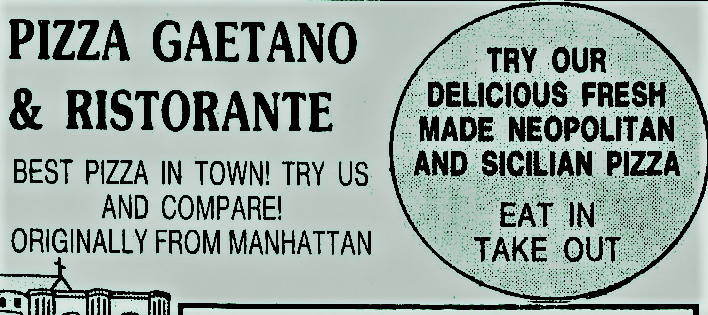 PIZZA GAETANO
& RISTORANTE
BEST PIZZA IN TOWN! TRY US
AND COMPARE!
ORIGINALLY FROM MANHATTAN
TRY OUR
DELICIOUS FRESH
MADE NEOPOLITAN
AND SICILIAN PIZZA
EAT IN
TAKE OUT